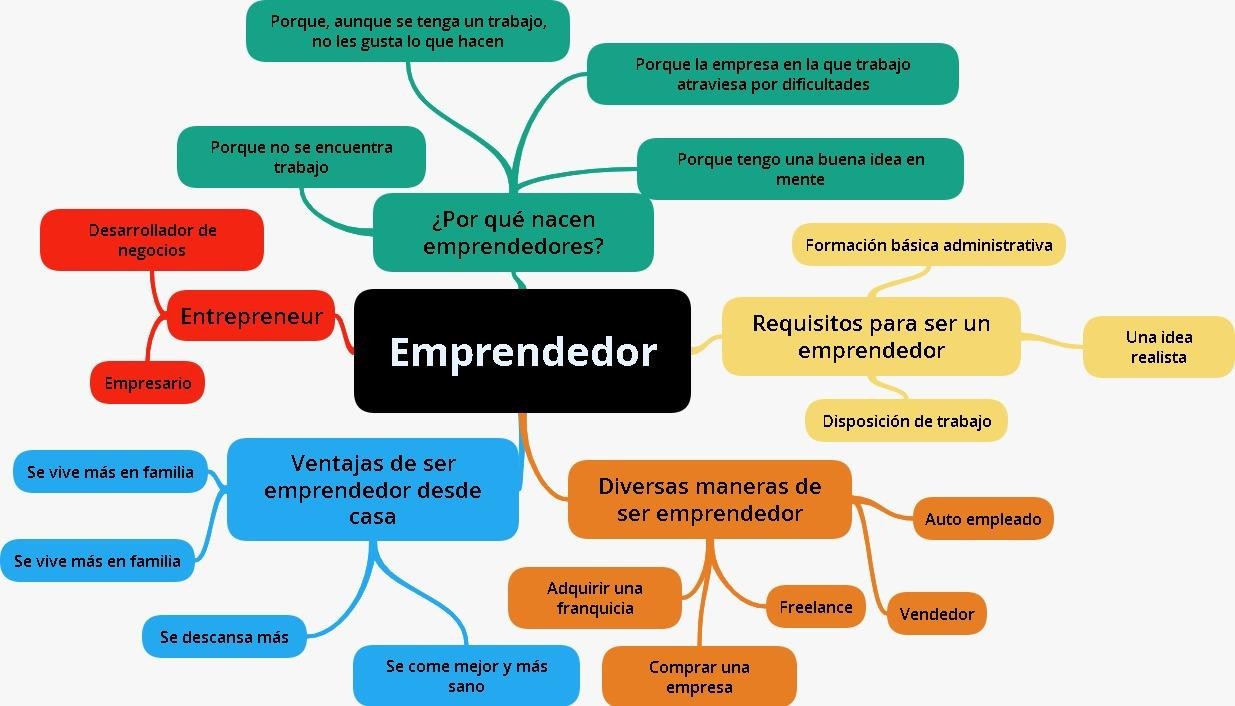 Porque, aunque se tenga un trabajo,
no les gusta lo que hacen
Porque la empresa en la que trabajo
atraviesa por dificultades
Porque no se encuentra
trabajo
Porque tengo una buena idea en
mente
¿Por qué nacen
emprendedores?
Desarrollador de
negocios
Entrepreneur
Empresario
Emprendedor
Formación básica administrativa
Requisitos para ser un
emprendedor
Una idea
realista
Disposición de trabajo
Ventajas de ser
emprendedor desde
casa
Se vive más en familia
Se vive más en familia
Se descansa más
Se come mejor y más
sano
Diversas maneras de
ser emprendedor
Auto empleado
Adquirir una
franquicia
Freelance
Vendedor
Comprar una
empresa